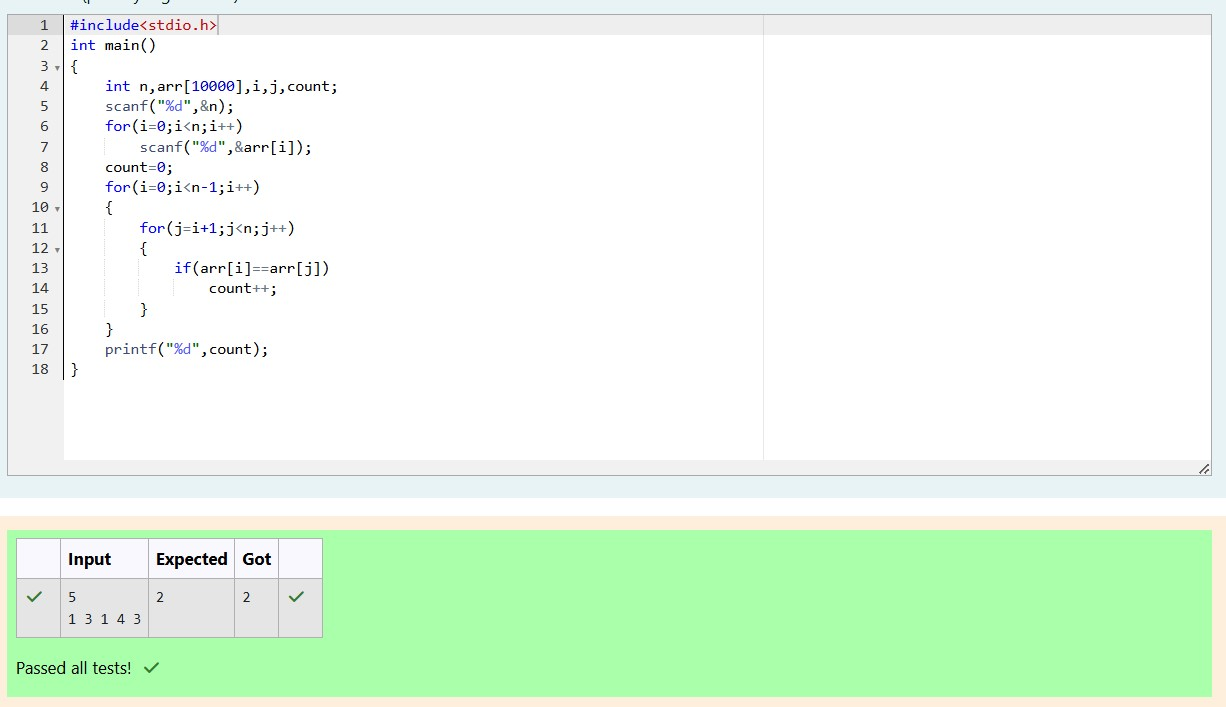 1 #include<stdio.h>
2 int main()
3 {
4     int n,arr[10000],i,j,count;
5     scanf("%d",&n);
6     for(i=0;i<n;i++)
7         scanf("%d",&arr[i]);
8     count=0;
9     for(i=0;i<n-1;i++)
10     {
11         for(j=i+1;j<n;j++)
12         {
13             if(arr[i]==arr[j])
14                 count++;
15         }
16     }
17     printf("%d",count);
18 }
Input Expected Got
5 2 2
1 3 1 4 3
Passed all tests!